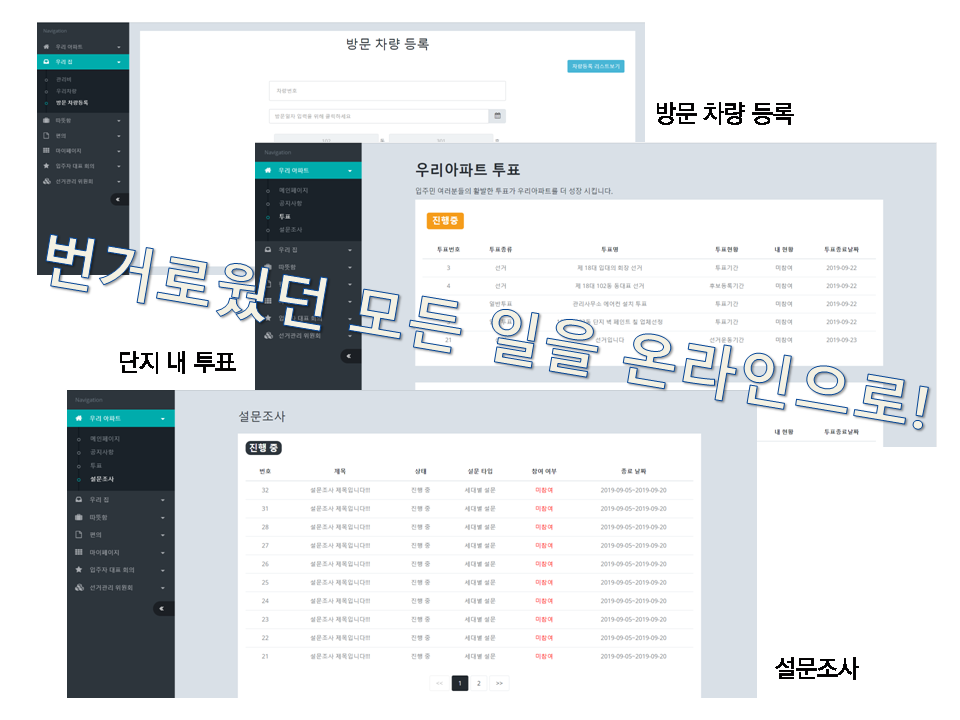 Navigation
우리 아파트
우리 집
관리비
우리차량
방문 차량등록
따릇함
편의
마이페이지
입주자 대표 회의
선거관리 위원회
방문 차량 등록
차량등록 리스트보기
차량번호
방문일자 입력을 위해 클릭하세요
방문 차량 등록
Navigation
우리 아파트
메인페이지
공지사항
투표
설문조사
우리 집
따뜻함
대표 회
선거관리 위원회
우리아파트 투표
입주민 여러분들의 활발한 투표가 우리아파트를 더 성장 시킵니다.
진행중
투표번호 투표종류 투표명 투표현황 내 현황 투표종료날짜
3 선거 제 18대 입대의 회장 선거 투표기간 미참여 2019-09-22
4 선거 제 18대 102동 동대표 선거 후보등록기간 미참여 2019-09-22
일반투표 관리사무소 에어컨 설치 투표 투표기간 미참여 2019-09-22
단지 벽 페인트 칠 업체선정 투표기간 미참여 2019-09-22
21 선거입니다 선거운동기간 미참여 2019-09-23
내 현황 투표종료날짜
번거로웠던 모든 일을 온라인으로!
단지 내 투표
Navigation
우리 아파트
메인페이지
공지사항
투표
설문조사
우리 집
따뜻함
편의
마이페이지
입주자 대표 회의
선거관리 위원회
설문조사
진행 중
번호 제목 상태 설문 타입 참여 여부 종료 날짜
32 설문조사 제목입니다!!! 진행 중 세대별 설문 미참여 2019-09-05~2019-09-20
31 설문조사 제목입니다!!! 진행 중 세대별 설문 미참여 2019-09-05~2019-09-20
28 설문조사 제목입니다!!! 진행 중 세대별 설문 미참여 2019-09-05~2019-09-20
27 설문조사 제목입니다!!! 진행 중 세대별 설문 미참여 2019-09-05~2019-09-20
26 설문조사 제목입니다!!! 진행 중 세대별 설문 미참여 2019-09-05~2019-09-20
25 설문조사 제목입니다!!! 진행 중 세대별 설문 미참여 2019-09-05~2019-09-20
24 설문조사 제목입니다!!! 진행 중 세대별 설문 미참여 2019-09-05~2019-09-20
23 설문조사 제목입니다!!! 진행 중 세대별 설문 미참여 2019-09-05~2019-09-20
22 설문조사 제목입니다!!! 진행 중 세대별 설문 미참여 2019-09-05~2019-09-20
21 설문조사 제목입니다!!! 진행 중 세대별 설문 미참여 2019-09-05~2019-09-20
<< 1 2 >>
설문조사